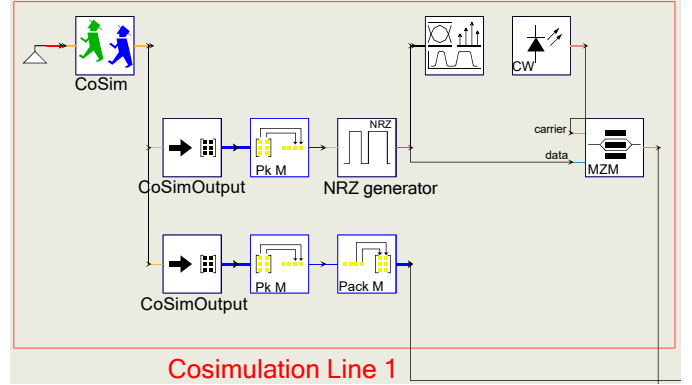 CoSim
CW
NRZ
carrier
data
MZM
Pk M
CoSimOutput
NRZ generator
Pk M
Pack M
CoSimOutput
Cosimulation Line 1